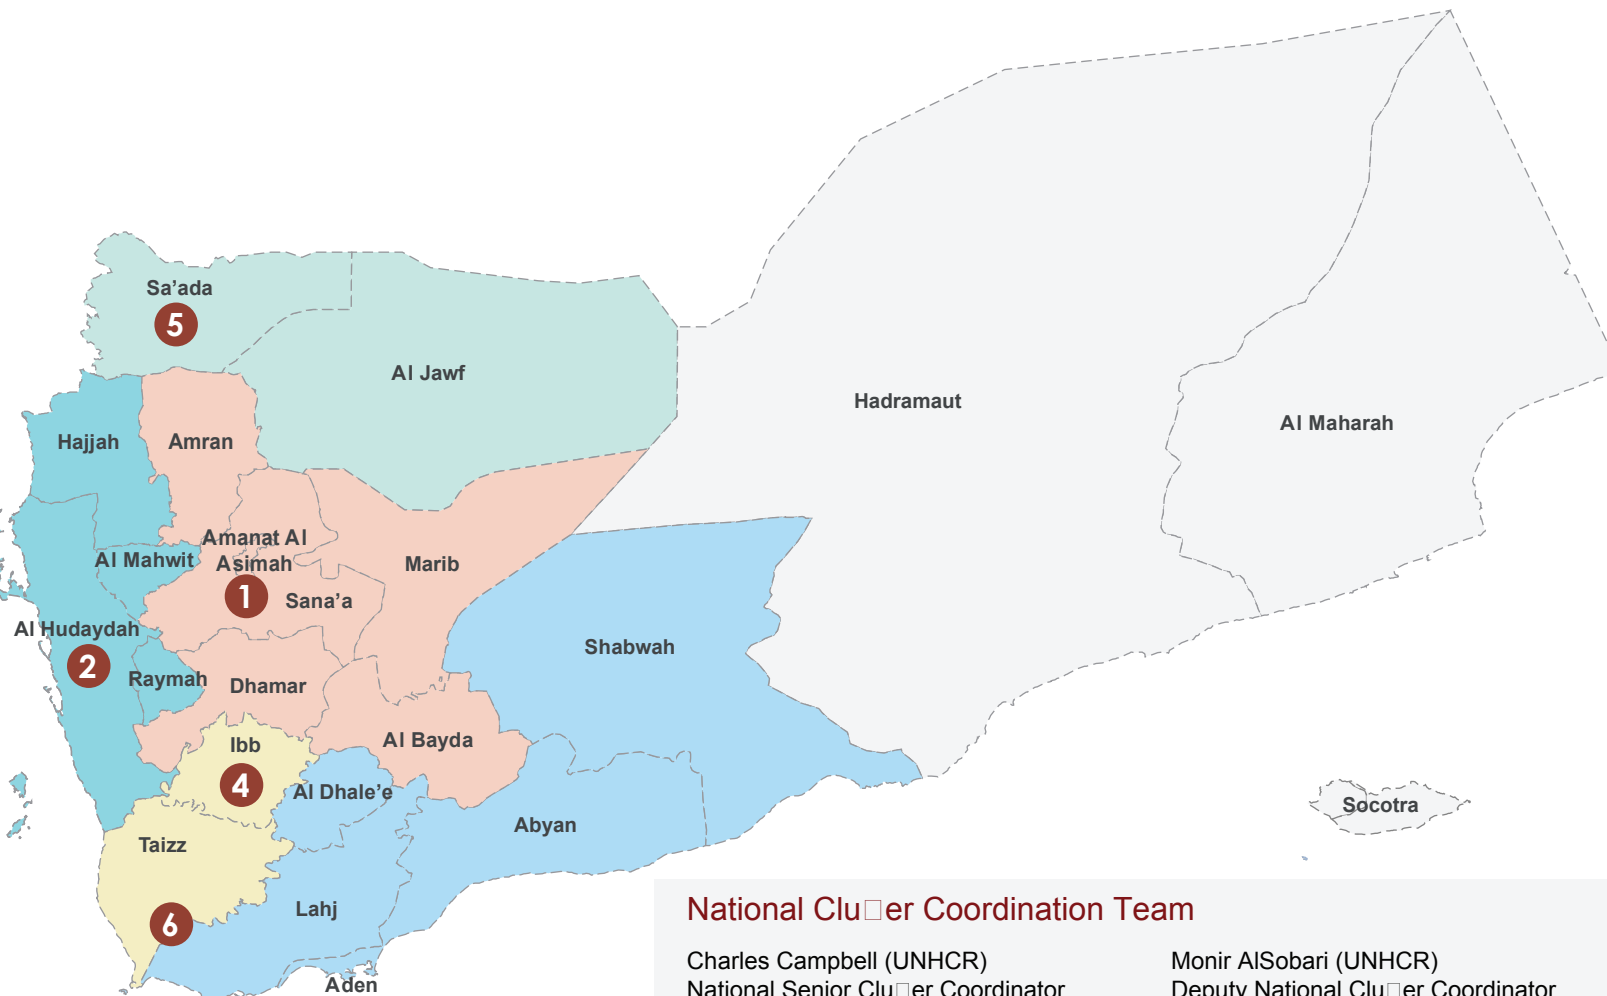 Sa’ada
5
Al Jawf
Hadramaut
Al Maharah
Hajjah
Amran
Amanat Al
Asimah
Al Mahwit
Marib
1
Sana’a
Al Hudaydah
2
Raymah
Dhamar
Shabwah
Ibb
Al Bayda
4
Al Dhale’e
Socotra
Abyan
Taizz
Lahj
6
Aden
National Clu□er Coordination Team
Charles Campbell (UNHCR)
National Senior Clu□er Coordinator
Monir AlSobari (UNHCR)
Deputy National Clu□er Coordinator